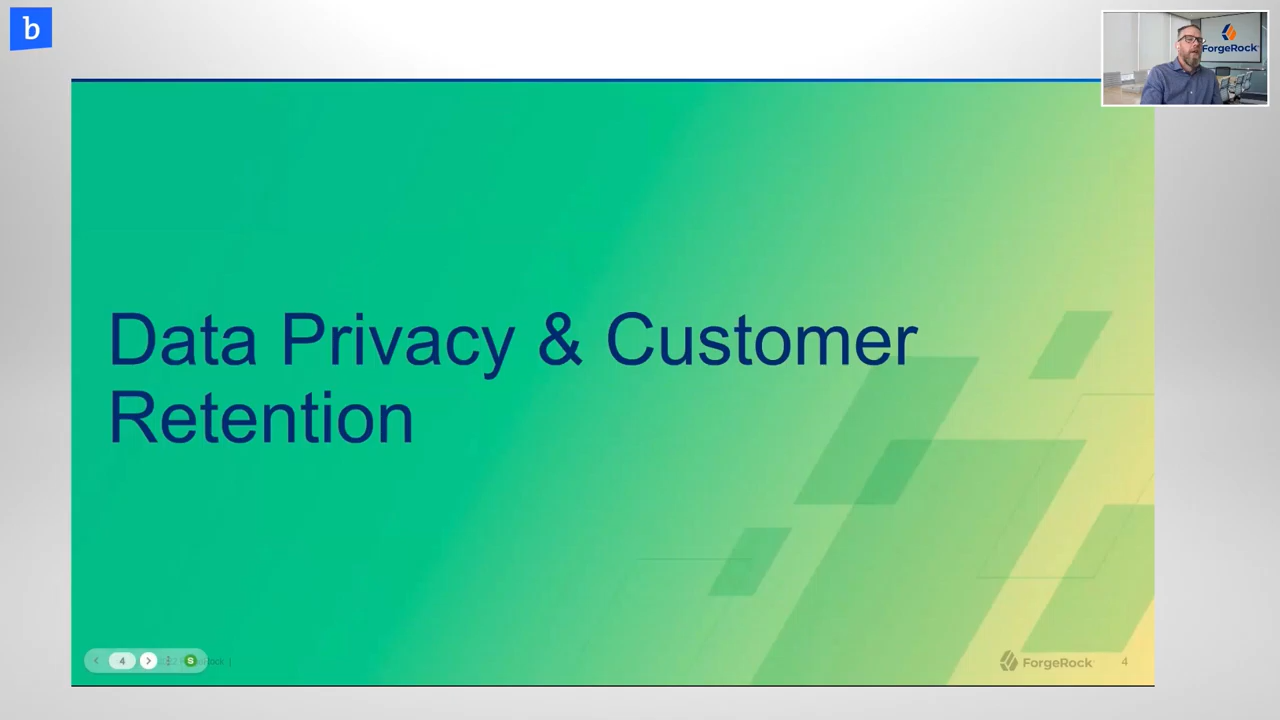 b
ForgeRock
Data Privacy & Customer
Retention
4
S
ForgeRock
4